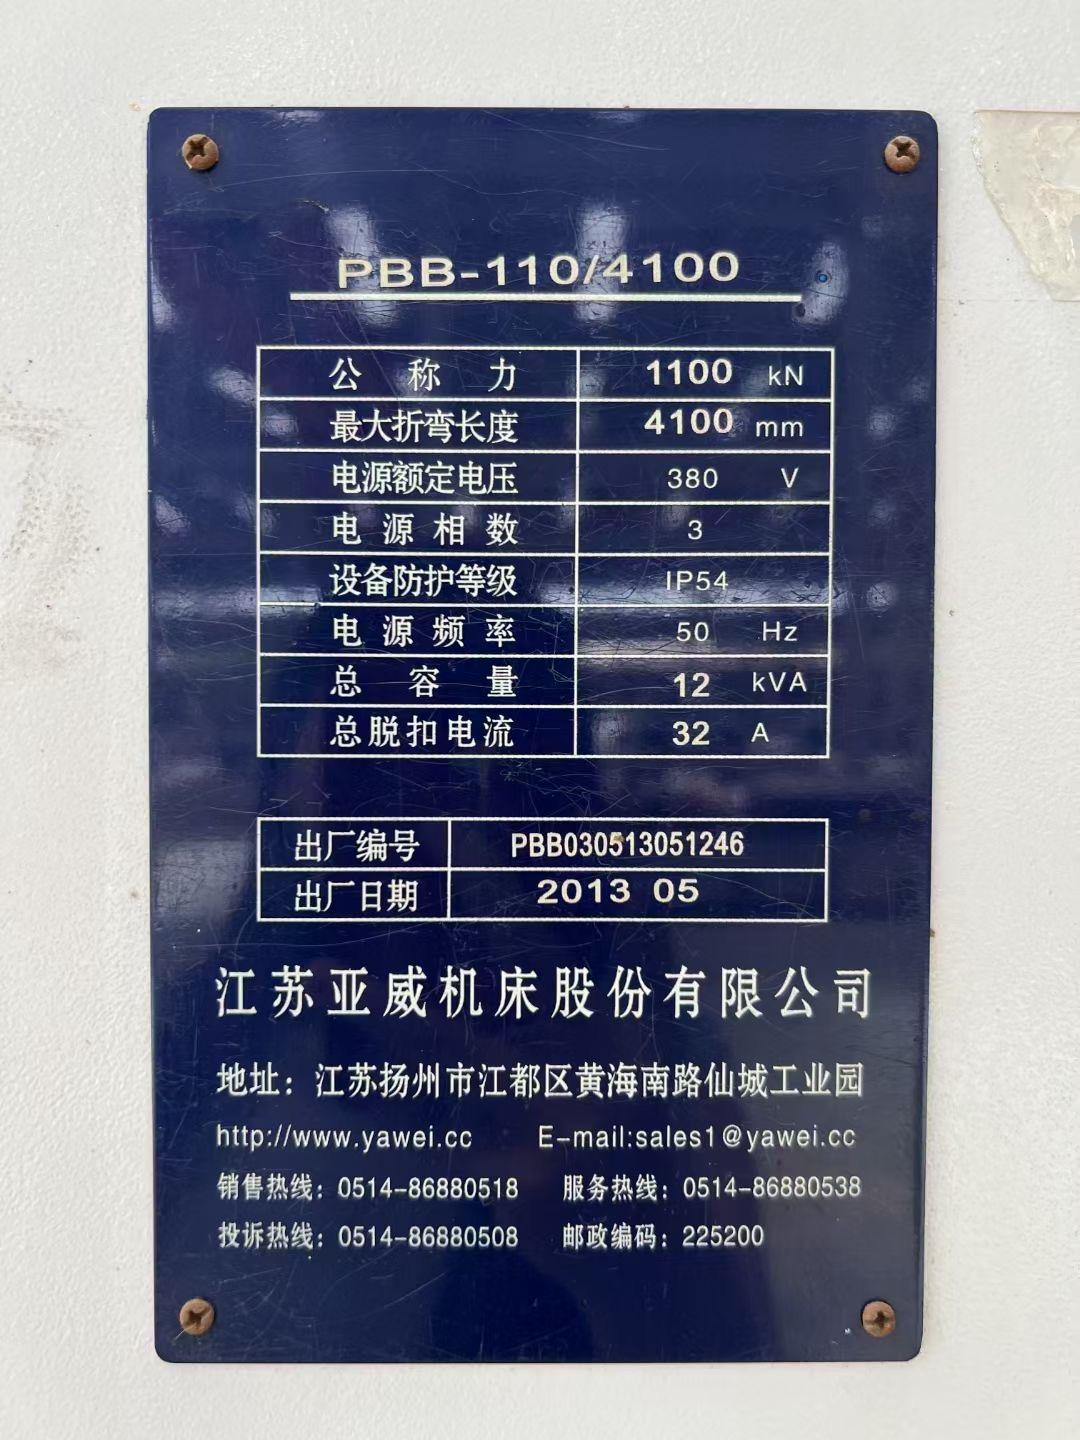 PBB-110/4100
公称力 1100 kN
最大折弯长度 4100 mm
电源额定电压 380 V
电源相数 3
设备防护等级 IP54
电源频率 50 Hz
总容量 12 kVA
总脱扣电流 32 A
出厂编号 PBB030513051246
出厂日期 2013 05
江苏亚威机床股份有限公司
地址：江苏扬州市江都区黄海南路仙城工业园
http://www.yawei.cc E-mail:sales1@yawei.cc
销售热线：0514-86880518 服务热线：0514-86880538
投诉热线：0514-86880508 邮政编码：225200